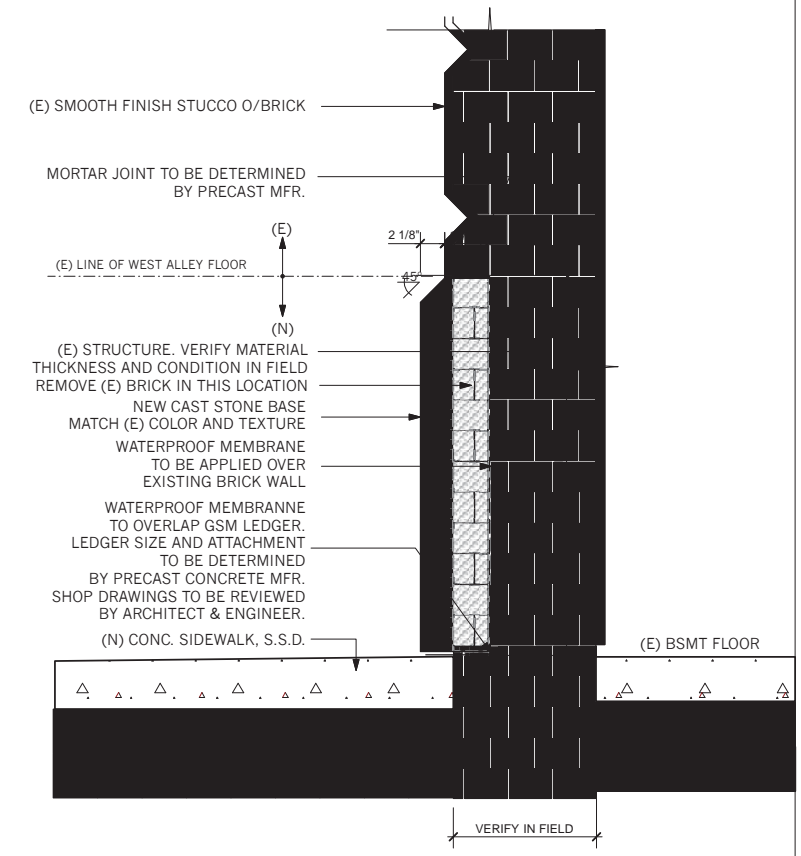 (E) SMOOTH FINISH STUCCO O/BRICK
MORTAR JOINT TO BE DETERMINED
BY PRECAST MFR.
(E)
2 1/8"
(E) LINE OF WEST ALLEY FLOOR
45°
(N)
(E) STRUCTURE. VERIFY MATERIAL
THICKNESS AND CONDITION IN FIELD
REMOVE (E) BRICK IN THIS LOCATION
NEW CAST STONE BASE
MATCH (E) COLOR AND TEXTURE
WATERPROOF MEMBRANE
TO BE APPLIED OVER
EXISTING BRICK WALL
WATERPROOF MEMBRANNE
TO OVERLAP GSM LEDGER.
LEDGER SIZE AND ATTACHMENT
TO BE DETERMINED
BY PRECAST CONCRETE MFR.
SHOP DRAWINGS TO BE REVIEWED
BY ARCHITECT & ENGINEER.
(N) CONC. SIDEWALK, S.S.D.
(E) BSMT FLOOR
VERIFY IN FIELD